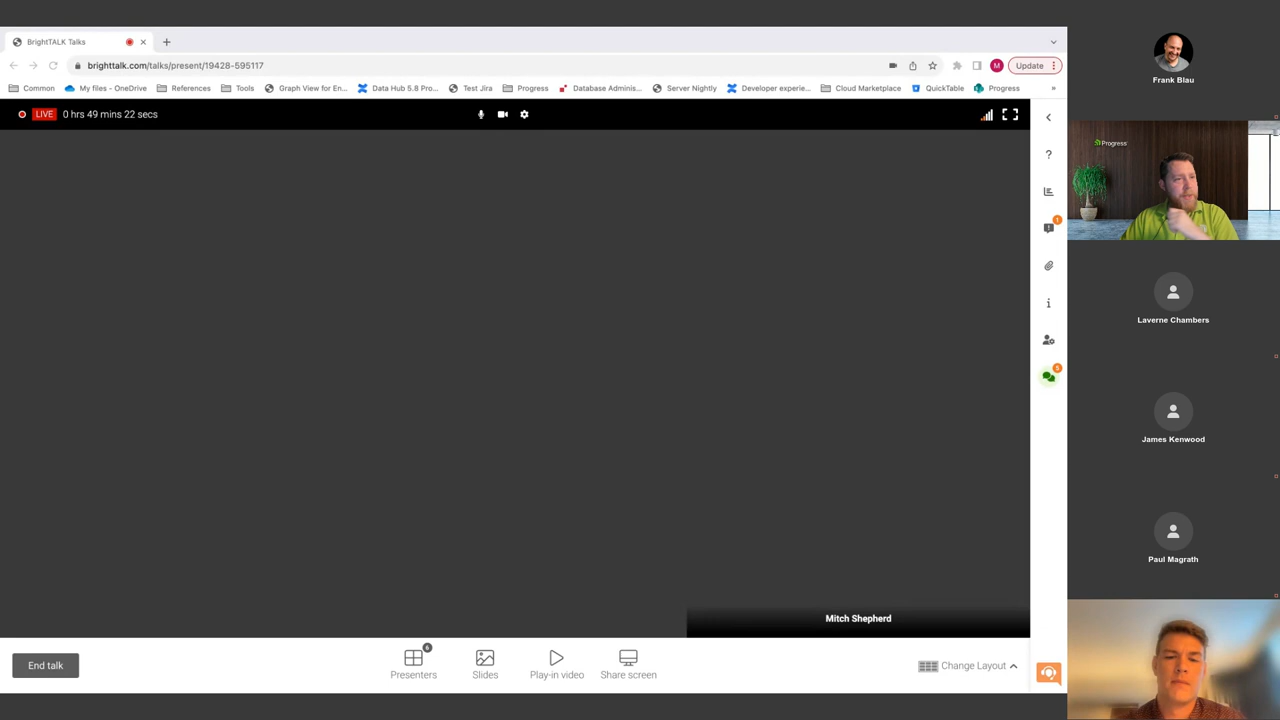 BrightTALK Talks
brighttalk.com/talks/present/19428-595117
M
Update
Common
My files - OneDrive
References
Tools
Graph View for En...
Data Hub 5.8 Pro...
Test Jira
Progress
Database Adminis...
Server Nightly
Developer experie...
Cloud Marketplace
QuickTable
Progress
»
LIVE 0 hrs 49 mins 22 secs
?
1
i
5
Mitch Shepherd
End talk
6
Presenters
Slides
Play-in video
Share screen
Change Layout
Frank Blau
Progress
Laverne Chambers
James Kenwood
Paul Magrath